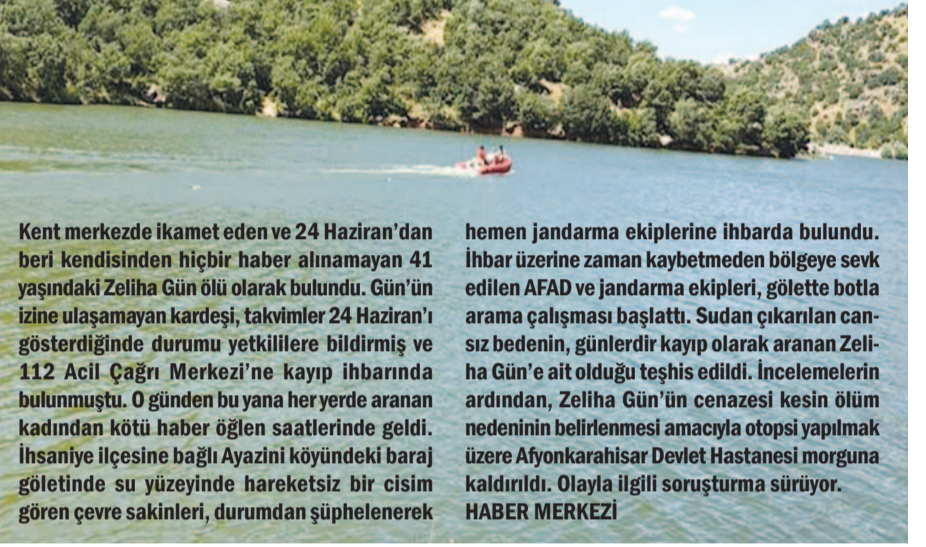 Kent merkezde ikamet eden ve 24 Haziran’dan
beri kendisinden hiçbir haber alınamayan 41
yaşındaki Zeliha Gün ölü olarak bulundu. Gün’ün
izine ulaşamayan kardeşi, takvimler 24 Haziran’ı
gösterdiğinde durumu yetkililere bildirmiş ve
112 Acil Çağrı Merkezi’ne kayıp ihbarında
bulunmuştu. O günden bu yana her yerde aranan
kadından kötü haber öğlen saatlerinde geldi.
İhsaniye ilçesine bağlı Ayazini köyündeki baraj
göletinde su yüzeyinde hareketsiz bir cisim
gören çevre sakinleri, durumdan şüphelenerek
hemen jandarma ekiplerine ihbarda bulundu.
İhbar üzerine zaman kaybetmeden bölgeye sevk
edilen AFAD ve jandarma ekipleri, gölette botla
arama çalışması başlattı. Sudan çıkarılan can-
sız bedenin, günlerdir kayıp olarak aranan Zeli-
ha Gün’e ait olduğu teşhis edildi. İncelemelerin
ardından, Zeliha Gün’ün cenazesi kesin ölüm
nedeninin belirlenmesi amacıyla otopsi yapılmak
üzere Afyonkarahisar Devlet Hastanesi morguna
kaldırıldı. Olayla ilgili soruşturma sürüyor.
HABER MERKEZİ